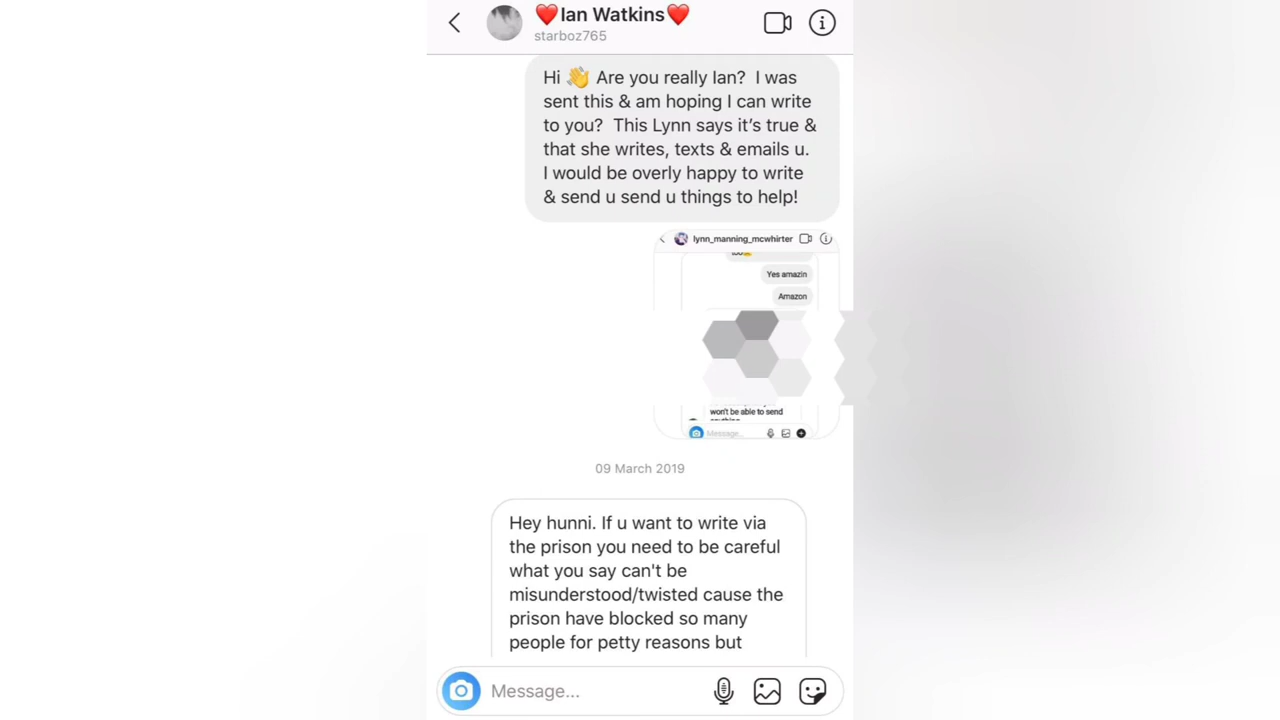 ❤️Ian Watkins❤️
starboz765
Hi 👋 Are you really Ian? I was
sent this & am hoping I can write
to you? This Lynn says it's true &
that she writes, texts & emails u.
I would be overly happy to write
& send u send u things to help!
lynn_manning_mcwhirter
Yes amazin
Amazon
won't be able to send
Message...
09 March 2019
Hey hunni. If u want to write via
the prison you need to be careful
what you say can't be
misunderstood/twisted cause the
prison have blocked so many
people for petty reasons but
Message...